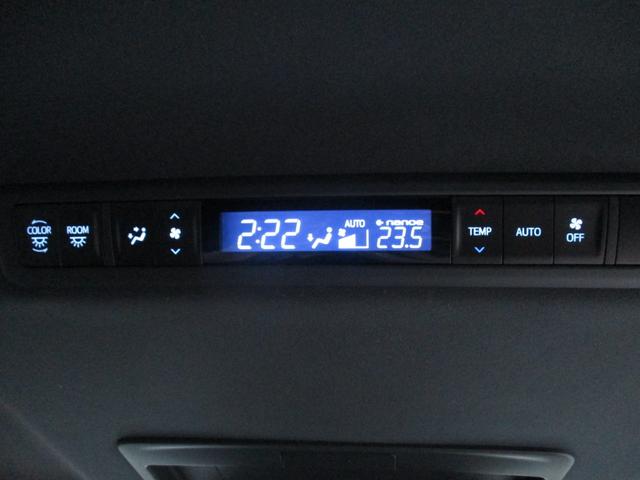 COLOR
ROOM
2:22
AUTO
nanoe
23.5
TEMP
AUTO
OFF